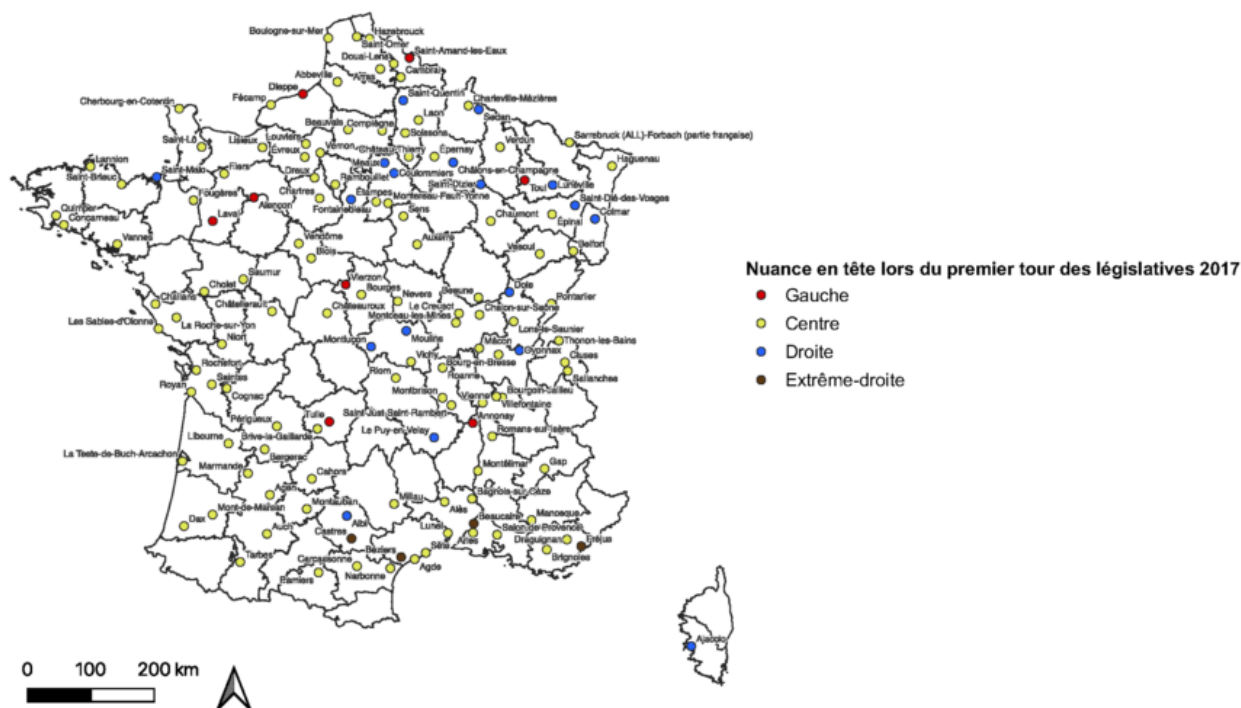 Boulogne-sur-Mer
Hazebrouck
Saint-Omer
Saint-Amand-les-Eaux
Douai-Lens
Cambrai
Arras
Abbeville
Dieppe
Fécamp
Saint-Quentin
Charleville-Mézières
Sedan
Cherbourg-en-Cotentin
Laon
Beauvais
Compiègne
Soissons
Saint-Lô
Lisieux
Louviers
Vernon
Évreux
Château-Thierry
Épernay
Verdun
Sarrebruck (ALL)-Forbach (partie française)
Haguenau
Meaux
Coulommiers
Châlons-en-Champagne
Lannion
Saint-Malo
Saint-Brieuc
Flers
Dreux
Rambouillet
Saint-Dizier
Toul
Lunéville
Saint-Dié-des-Vosges
Fougères
Alençon
Chartres
Étampes
Montereau-Fault-Yonne
Fontainebleau
Colmar
Quimper
Concarneau
Laval
Sens
Chaumont
Épinal
Vannes
Vendôme
Auxerre
Vesoul
Belfort
Blois
Saumur
Vierzon
Bourges
Nevers
Beaune
Dole
Pontarlier
Cholet
Challans
Châtellerault
Châteauroux
Le Creusot
Montceau-les-Mines
Chalon-sur-Saône
Les Sables-d'Olonne
La Roche-sur-Yon
Lons-le-Saunier
Niort
Montluçon
Moulins
Mâcon
Thonon-les-Bains
Oyonnax
Cluses
Vichy
Bourg-en-Bresse
Roanne
Sallanches
Rochefort
Riom
Royan
Saintes
Cognac
Montbrison
Vienne
Bourgoin-Jallieu
Villefontaine
Saint-Just-Saint-Rambert
Périgueux
Tulle
Annonay
Libourne
Brive-la-Gaillarde
Le Puy-en-Velay
Romans-sur-Isère
La Teste-de-Buch-Arcachon
Bergerac
Marmande
Montélimar
Gap
Cahors
Agen
Bagnols-sur-Cèze
Mont-de-Marsan
Montauban
Millau
Alès
Beaucaire
Manosque
Dax
Auch
Albi
Castres
Lunel
Arles
Salon-de-Provence
Draguignan
Fréjus
Brignoles
Tarbes
Carcassonne
Béziers
Sète
Agde
Pamiers
Narbonne
Ajaccio
Nuance en tête lors du premier tour des législatives 2017
Gauche
Centre
Droite
Extrême-droite
0 100 200 km